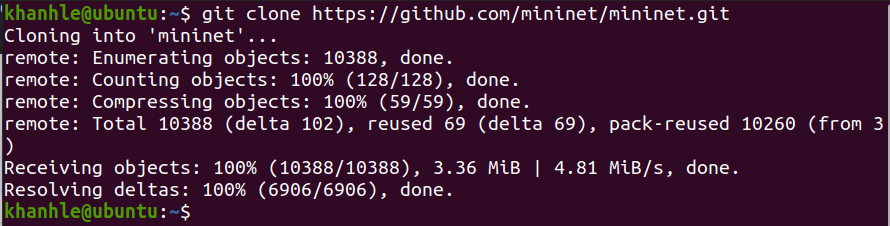 khanhle@ubuntu:~$ git clone https://github.com/mininet/mininet.git
Cloning into 'mininet'...
remote: Enumerating objects: 10388, done.
remote: Counting objects: 100% (128/128), done.
remote: Compressing objects: 100% (59/59), done.
remote: Total 10388 (delta 102), reused 69 (delta 69), pack-reused 10260 (from 3
)
Receiving objects: 100% (10388/10388), 3.36 MiB | 4.81 MiB/s, done.
Resolving deltas: 100% (6906/6906), done.
khanhle@ubuntu:~$